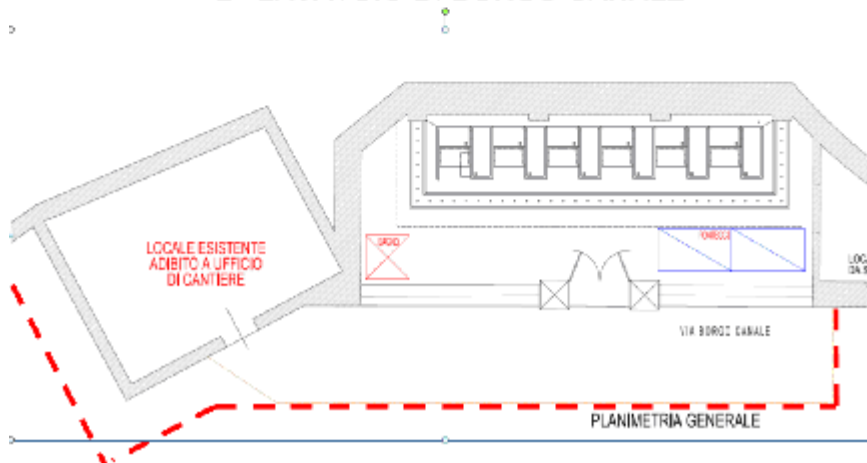 LOCALE ESISTENTE
ADIBITO A UFFICIO
DI CANTIERE
VIA BORGO CANALE
PLANIMETRIA GENERALE